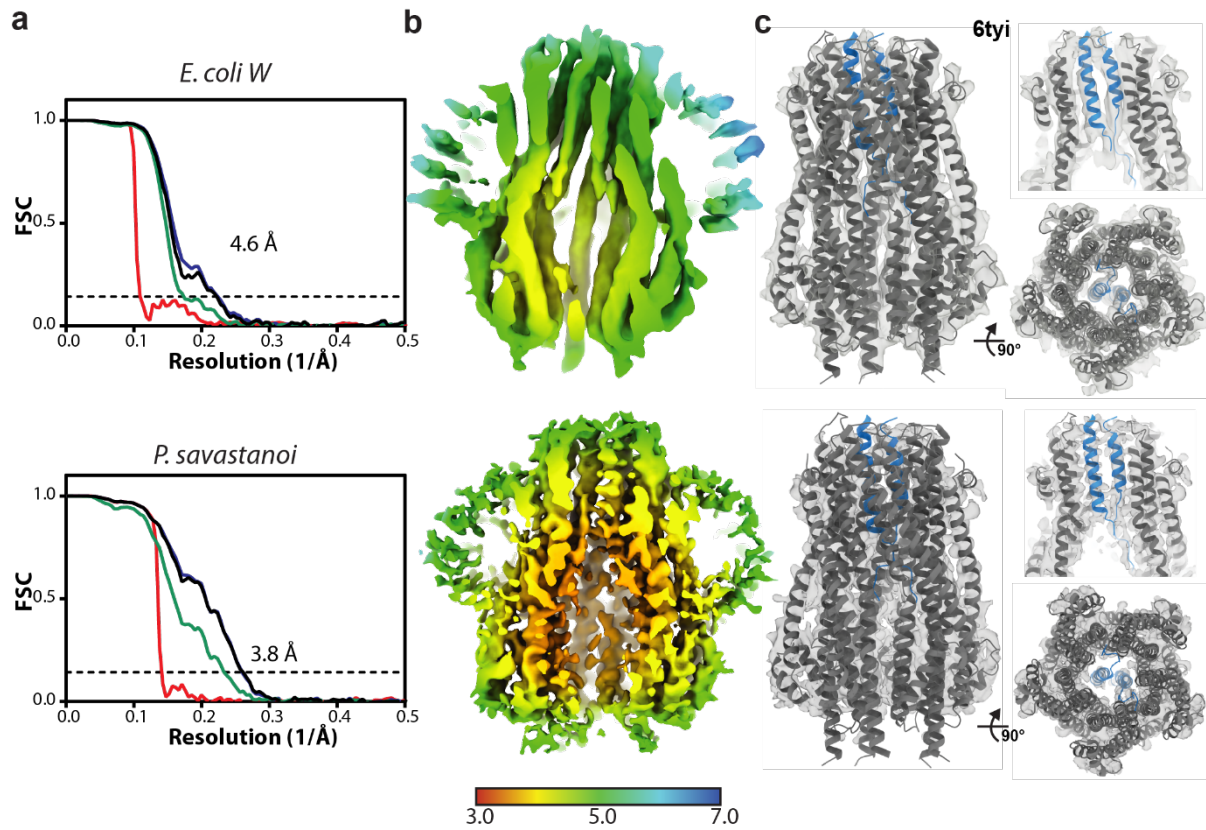 a
b
c
E. coli W
1.0
0.5
0.0
FSC
4.6 Å
0.0 0.1 0.2 0.3 0.4 0.5
Resolution (1/Å)
6tyi
90°
P. savastanoi
1.0
0.5
0.0
FSC
3.8 Å
0.0 0.1 0.2 0.3 0.4 0.5
Resolution (1/Å)
90°
3.0 5.0 7.0